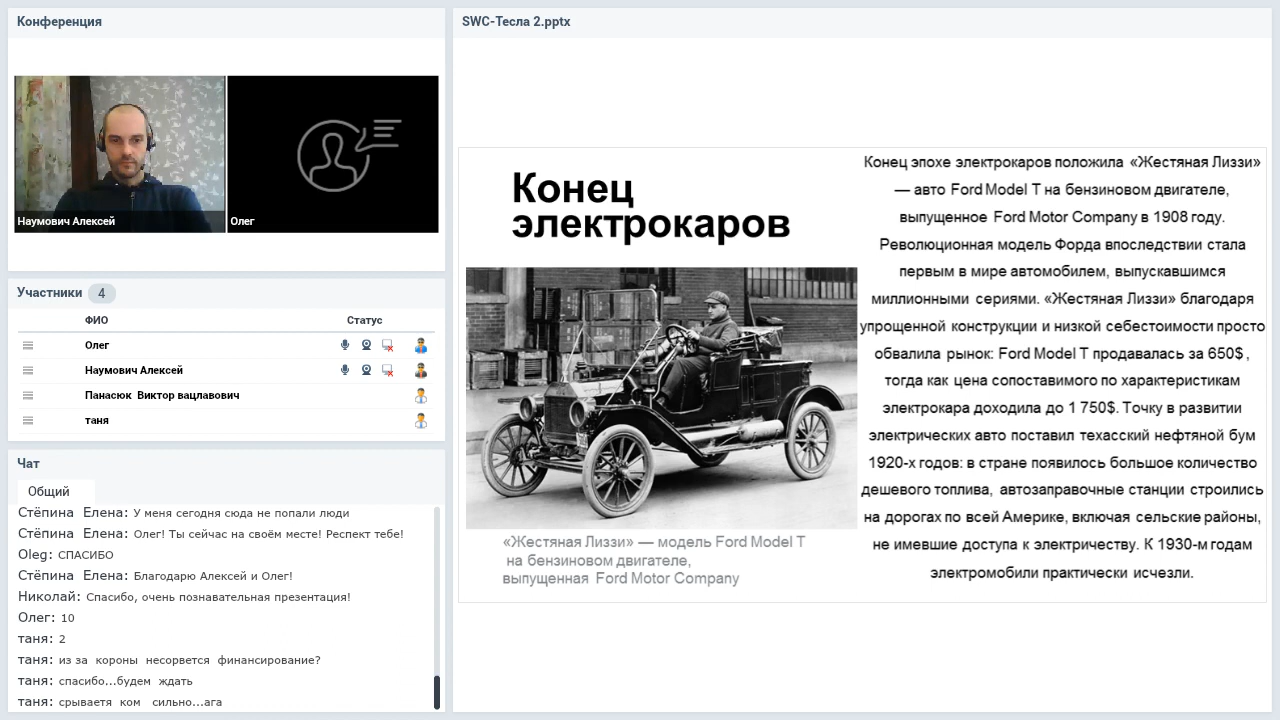 Конференция
Наумович Алексей
Олег
Участники 4
ФИО Статус
Олег
Наумович Алексей
Панасюк Виктор вацлавович
таня
Чат
Общий
Стёпина Елена: У меня сегодня сюда не попали люди
Стёпина Елена: Олег! Ты сейчас на своём месте! Респект тебе!
Oleg: СПАСИБО
Стёпина Елена: Благодарю Алексей и Олег!
Николай: Спасибо, очень познавательная презентация!
Олег: 10
таня: 2
таня: из за короны несорвется финансирование?
таня: спасибо...будем ждать
таня: срываетя ком сильно...ага
SWC-Тесла 2.pptx
Конец
электрокаров
«Жестяная Лиззи» — модель Ford Model T
на бензиновом двигателе,
выпущенная Ford Motor Company
Конец эпохе электрокаров положила «Жестяная Лиззи»
— авто Ford Model T на бензиновом двигателе,
выпущенное Ford Motor Company в 1908 году.
Революционная модель Форда впоследствии стала
первым в мире автомобилем, выпускавшимся
миллионными сериями. «Жестяная Лиззи» благодаря
упрощенной конструкции и низкой себестоимости просто
обвалила рынок: Ford Model T продавалась за 650$,
тогда как цена сопоставимого по характеристикам
электрокара доходила до 1 750$. Точку в развитии
электрических авто поставил техасский нефтяной бум
1920-х годов: в стране появилось большое количество
дешевого топлива, автозаправочные станции строились
на дорогах по всей Америке, включая сельские районы,
не имевшие доступа к электричеству. К 1930-м годам
электромобили практически исчезли.